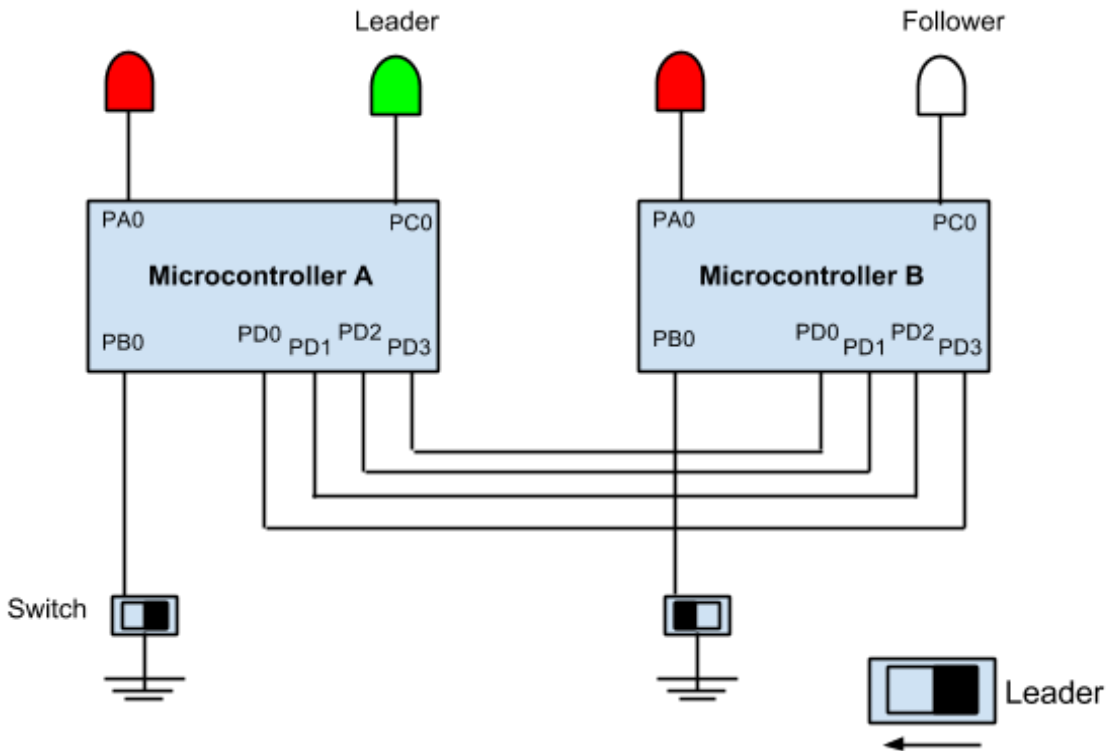 Leader
Follower
PA0
PC0
Microcontroller A
PB0
PD0
PD1
PD2
PD3
PA0
PC0
Microcontroller B
PB0
PD0
PD1
PD2
PD3
Switch
Leader